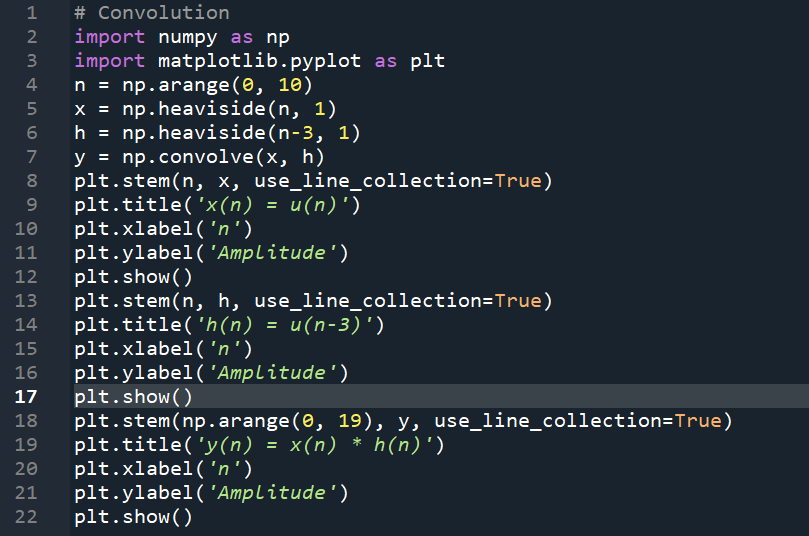 1 # Convolution
2 import numpy as np
3 import matplotlib.pyplot as plt
4 n = np.arange(0, 10)
5 x = np.heaviside(n, 1)
6 h = np.heaviside(n-3, 1)
7 y = np.convolve(x, h)
8 plt.stem(n, x, use_line_collection=True)
9 plt.title('x(n) = u(n)')
10 plt.xlabel('n')
11 plt.ylabel('Amplitude')
12 plt.show()
13 plt.stem(n, h, use_line_collection=True)
14 plt.title('h(n) = u(n-3)')
15 plt.xlabel('n')
16 plt.ylabel('Amplitude')
17 plt.show()
18 plt.stem(np.arange(0, 19), y, use_line_collection=True)
19 plt.title('y(n) = x(n) * h(n)')
20 plt.xlabel('n')
21 plt.ylabel('Amplitude')
22 plt.show()